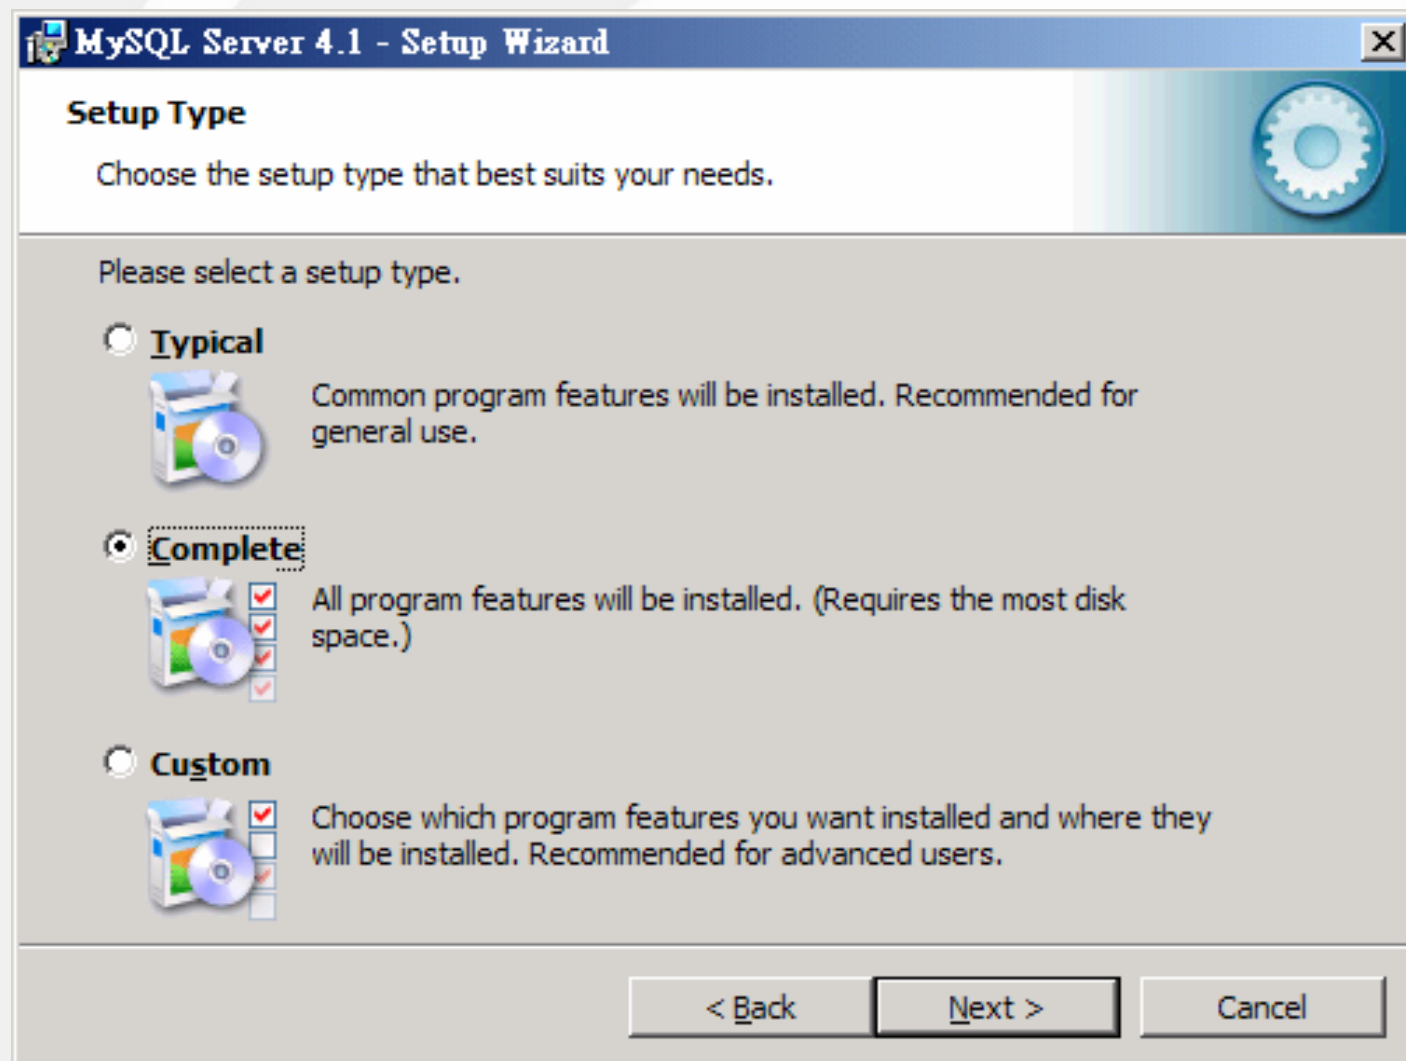 MySQL Server 4.1 - Setup Wizard
Setup Type
Choose the setup type that best suits your needs.
Please select a setup type.
Typical
Common program features will be installed. Recommended for
general use.
Complete
All program features will be installed. (Requires the most disk
space.)
Custom
Choose which program features you want installed and where they
will be installed. Recommended for advanced users.
< Back
Next >
Cancel